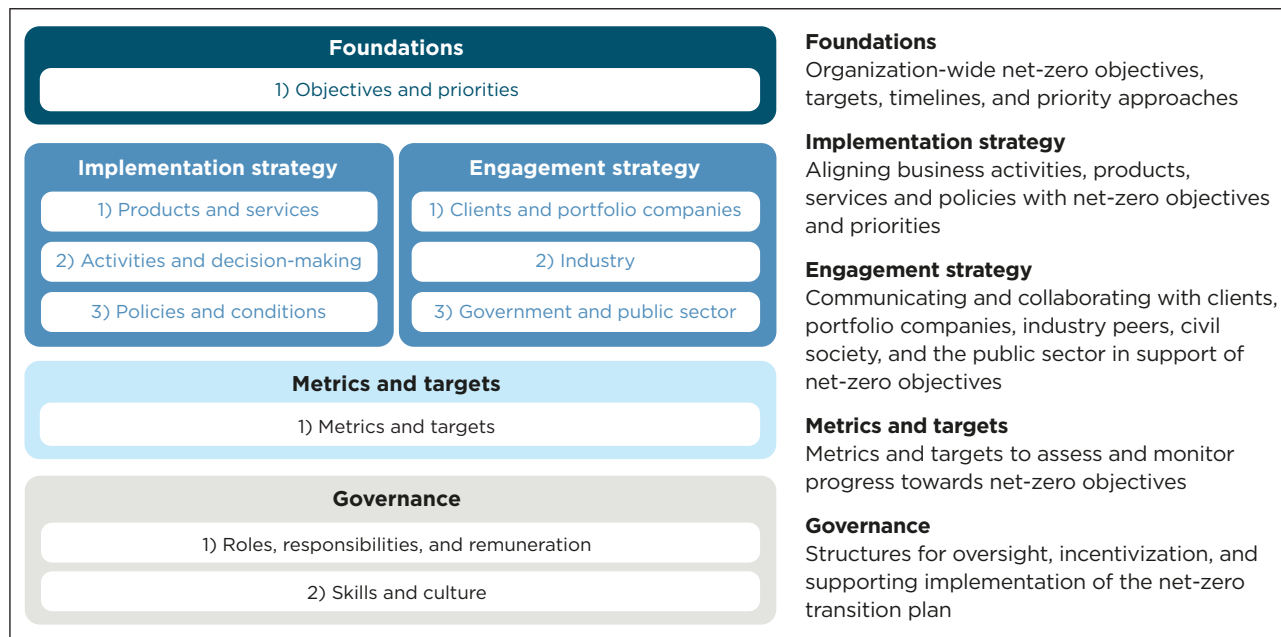 Foundations
1) Objectives and priorities
Implementation strategy
1) Products and services
2) Activities and decision-making
3) Policies and conditions
Engagement strategy
1) Clients and portfolio companies
2) Industry
3) Government and public sector
Metrics and targets
1) Metrics and targets
Governance
1) Roles, responsibilities, and remuneration
2) Skills and culture
Foundations
Organization-wide net-zero objectives,
targets, timelines, and priority approaches
Implementation strategy
Aligning business activities, products,
services and policies with net-zero objectives
and priorities
Engagement strategy
Communicating and collaborating with clients,
portfolio companies, industry peers, civil
society, and the public sector in support of
net-zero objectives
Metrics and targets
Metrics and targets to assess and monitor
progress towards net-zero objectives
Governance
Structures for oversight, incentivization, and
supporting implementation of the net-zero
transition plan